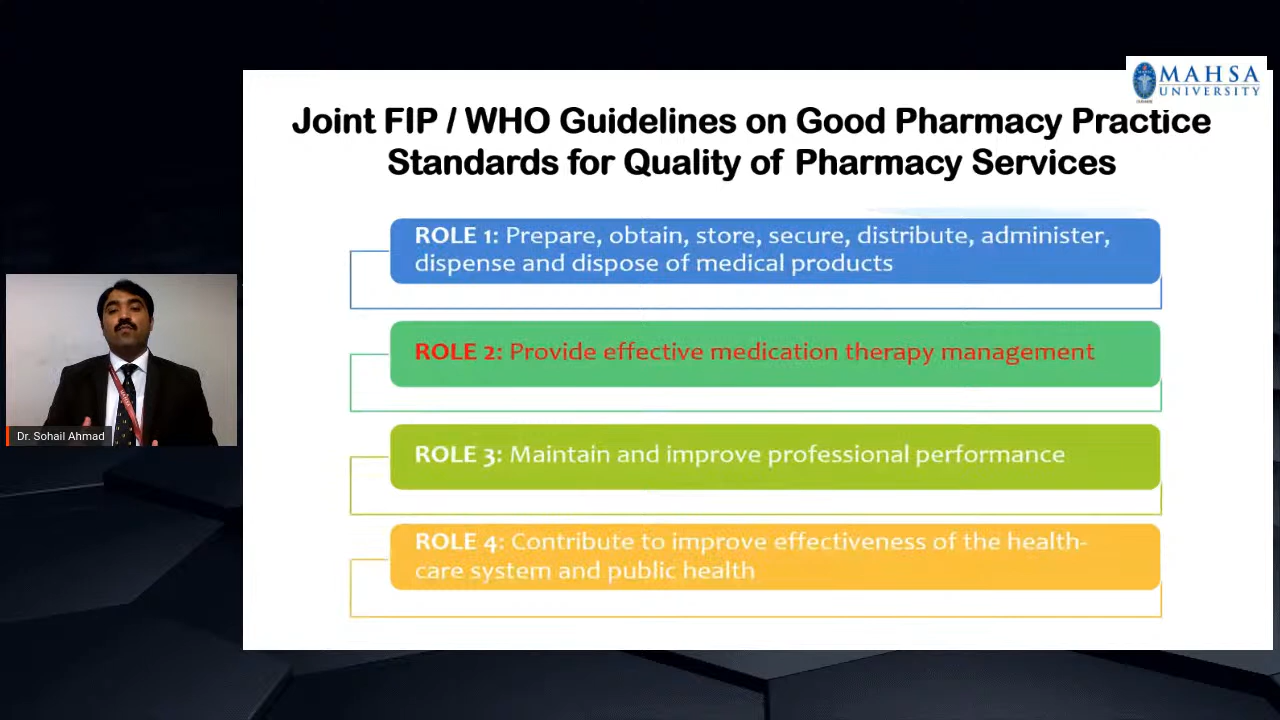 MAHSA
UNIVERSITY
Joint FIP / WHO Guidelines on Good Pharmacy Practice
Standards for Quality of Pharmacy Services
ROLE 1: Prepare, obtain, store, secure, distribute, administer,
dispense and dispose of medical products
ROLE 2: Provide effective medication therapy management
ROLE 3: Maintain and improve professional performance
ROLE 4: Contribute to improve effectiveness of the health-
care system and public health
Dr. Sohail Ahmad